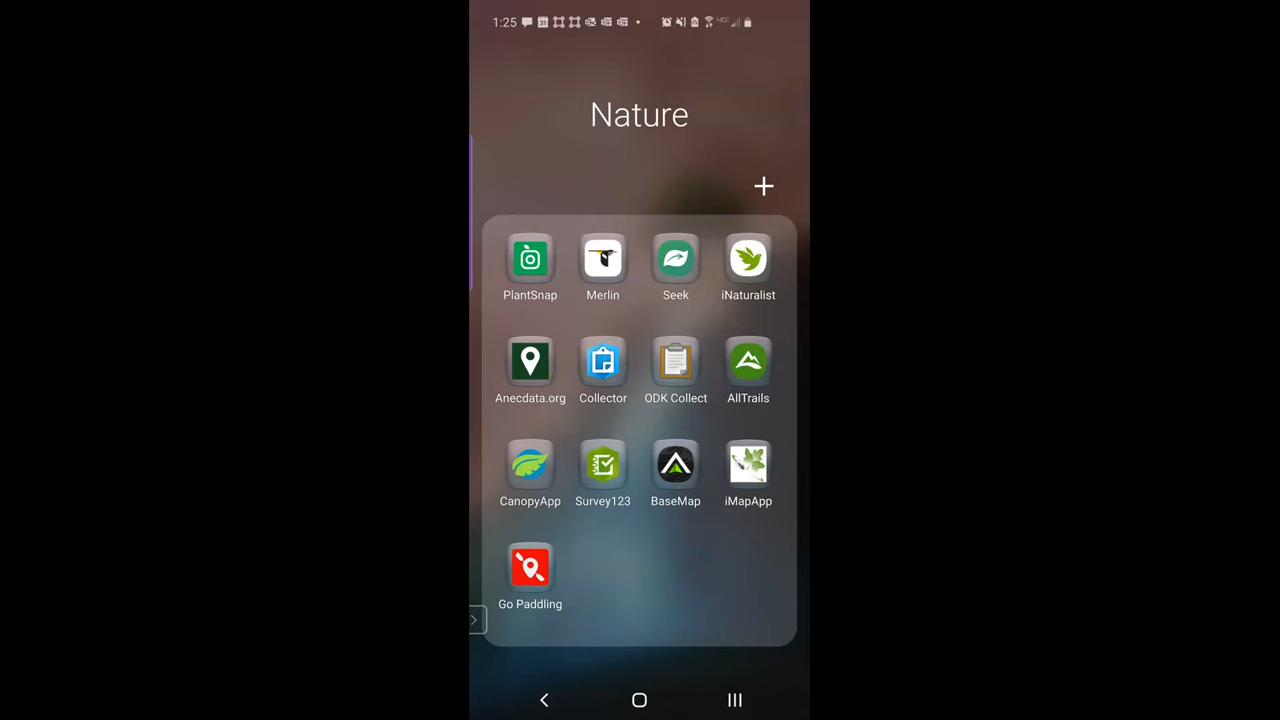 1:25
Nature
PlantSnap Merlin Seek iNaturalist
Anecdata.org Collector ODK Collect AllTrails
CanopyApp Survey123 BaseMap iMapApp
Go Paddling